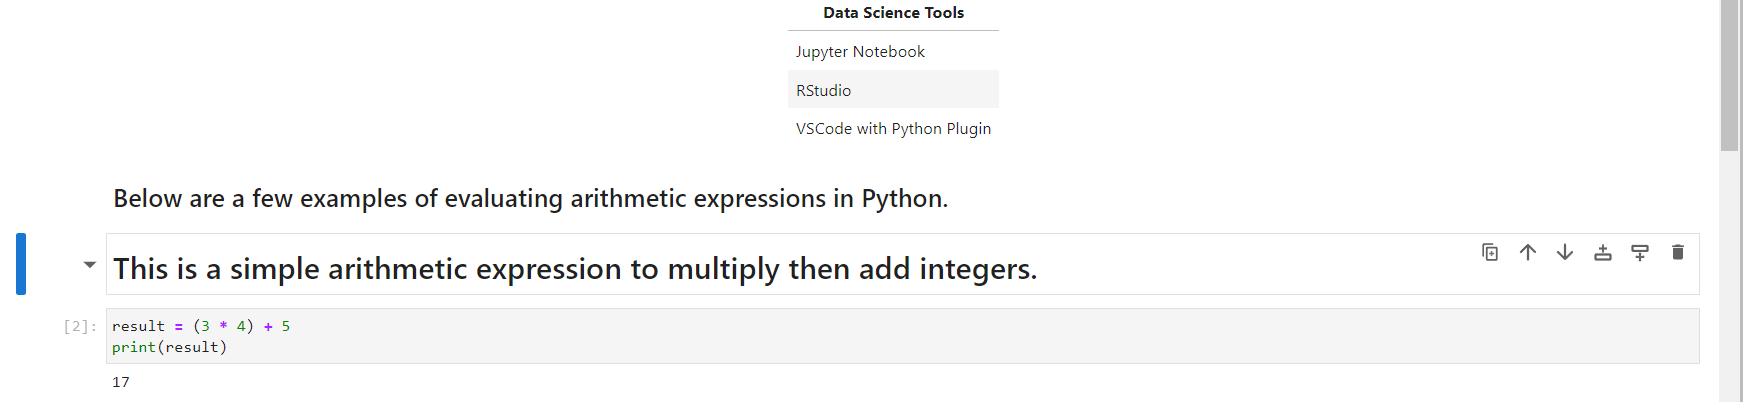 Data Science Tools
Jupyter Notebook
RStudio
VSCode with Python Plugin
Below are a few examples of evaluating arithmetic expressions in Python.
This is a simple arithmetic expression to multiply then add integers.
[2]: result = (3 * 4) + 5
print(result)
17